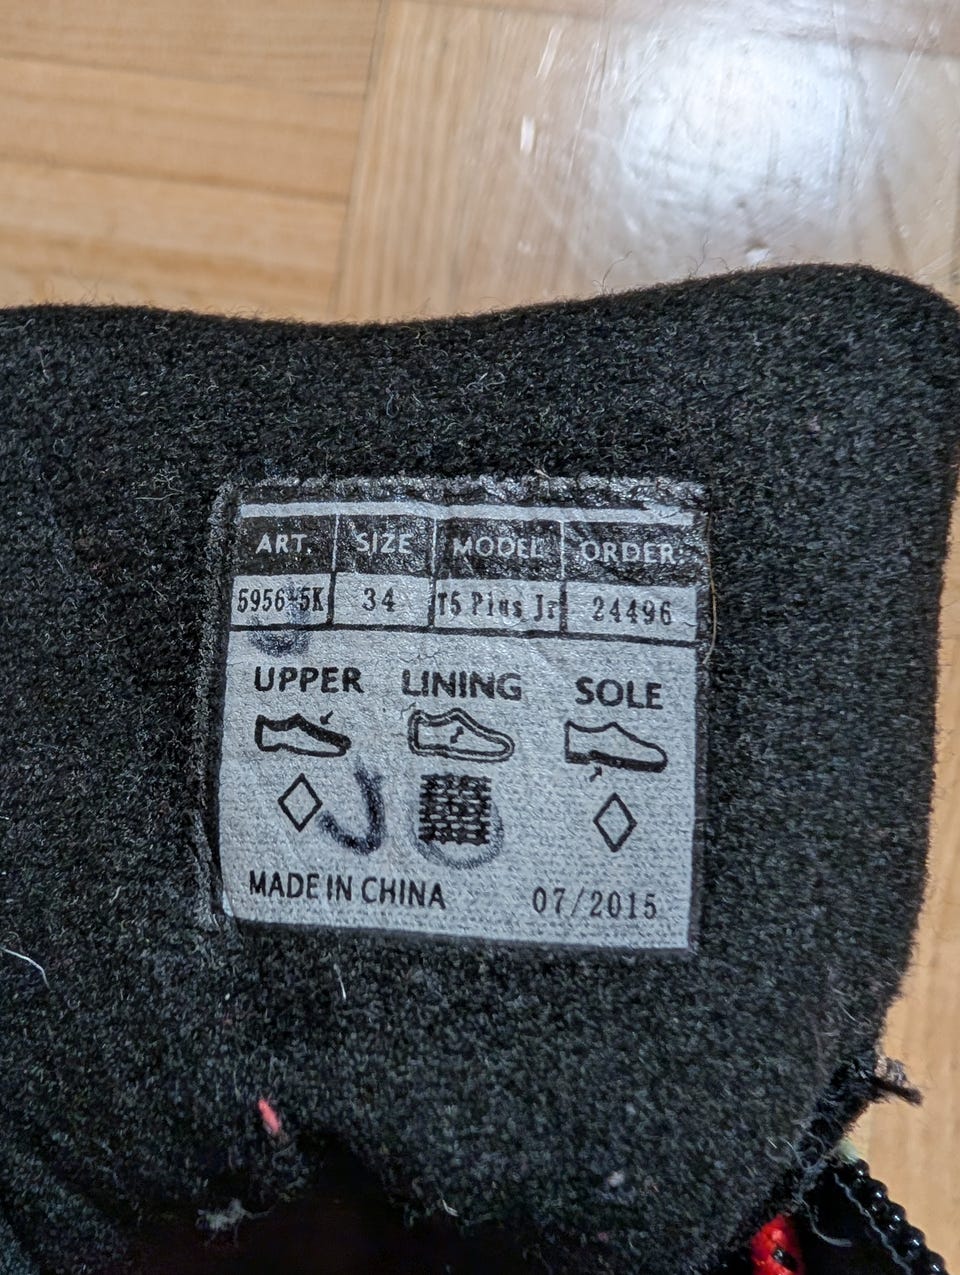 ART. SIZE MODEL ORDER.
5956-5K 34 T5 Plus Jr 24496
UPPER LINING SOLE
MADE IN CHINA 07/2015